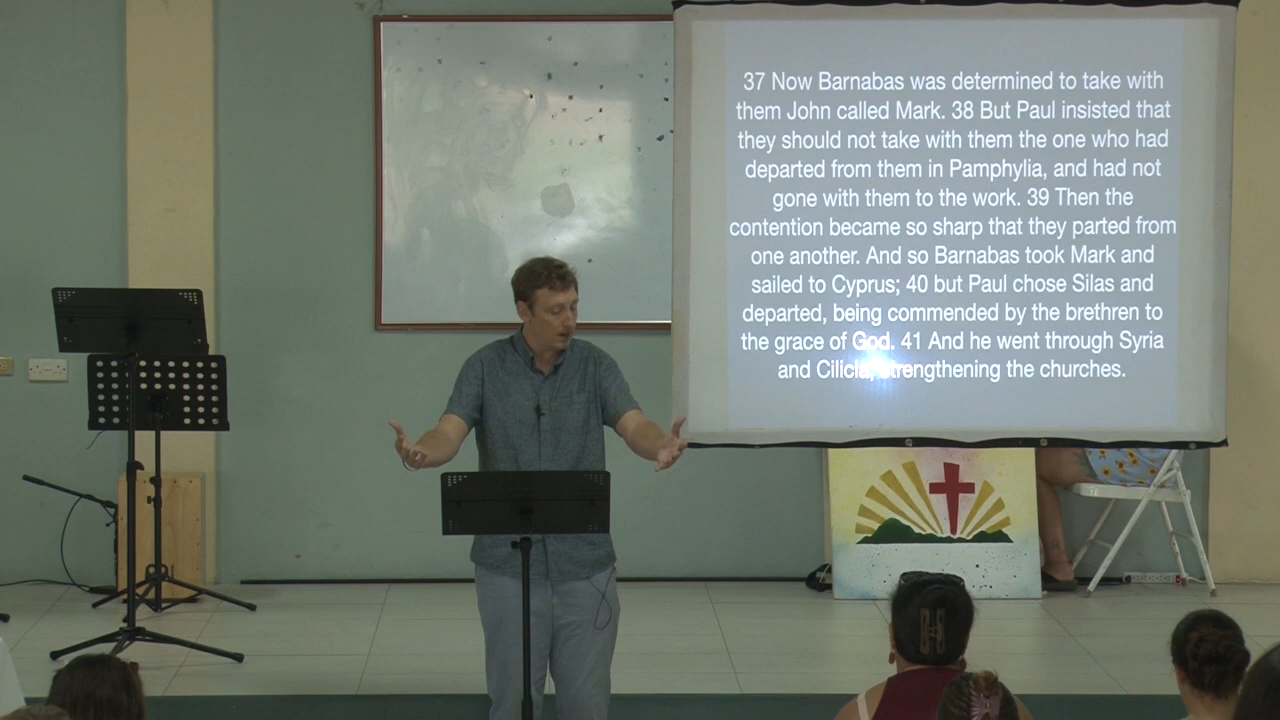 37 Now Barnabas was determined to take with
them John called Mark. 38 But Paul insisted that
they should not take with them the one who had
departed from them in Pamphylia, and had not
gone with them to the work. 39 Then the
contention became so sharp that they parted from
one another. And so Barnabas took Mark and
sailed to Cyprus; 40 but Paul chose Silas and
departed, being commended by the brethren to
the grace of God. 41 And he went through Syria
and Cilicia, strengthening the churches.